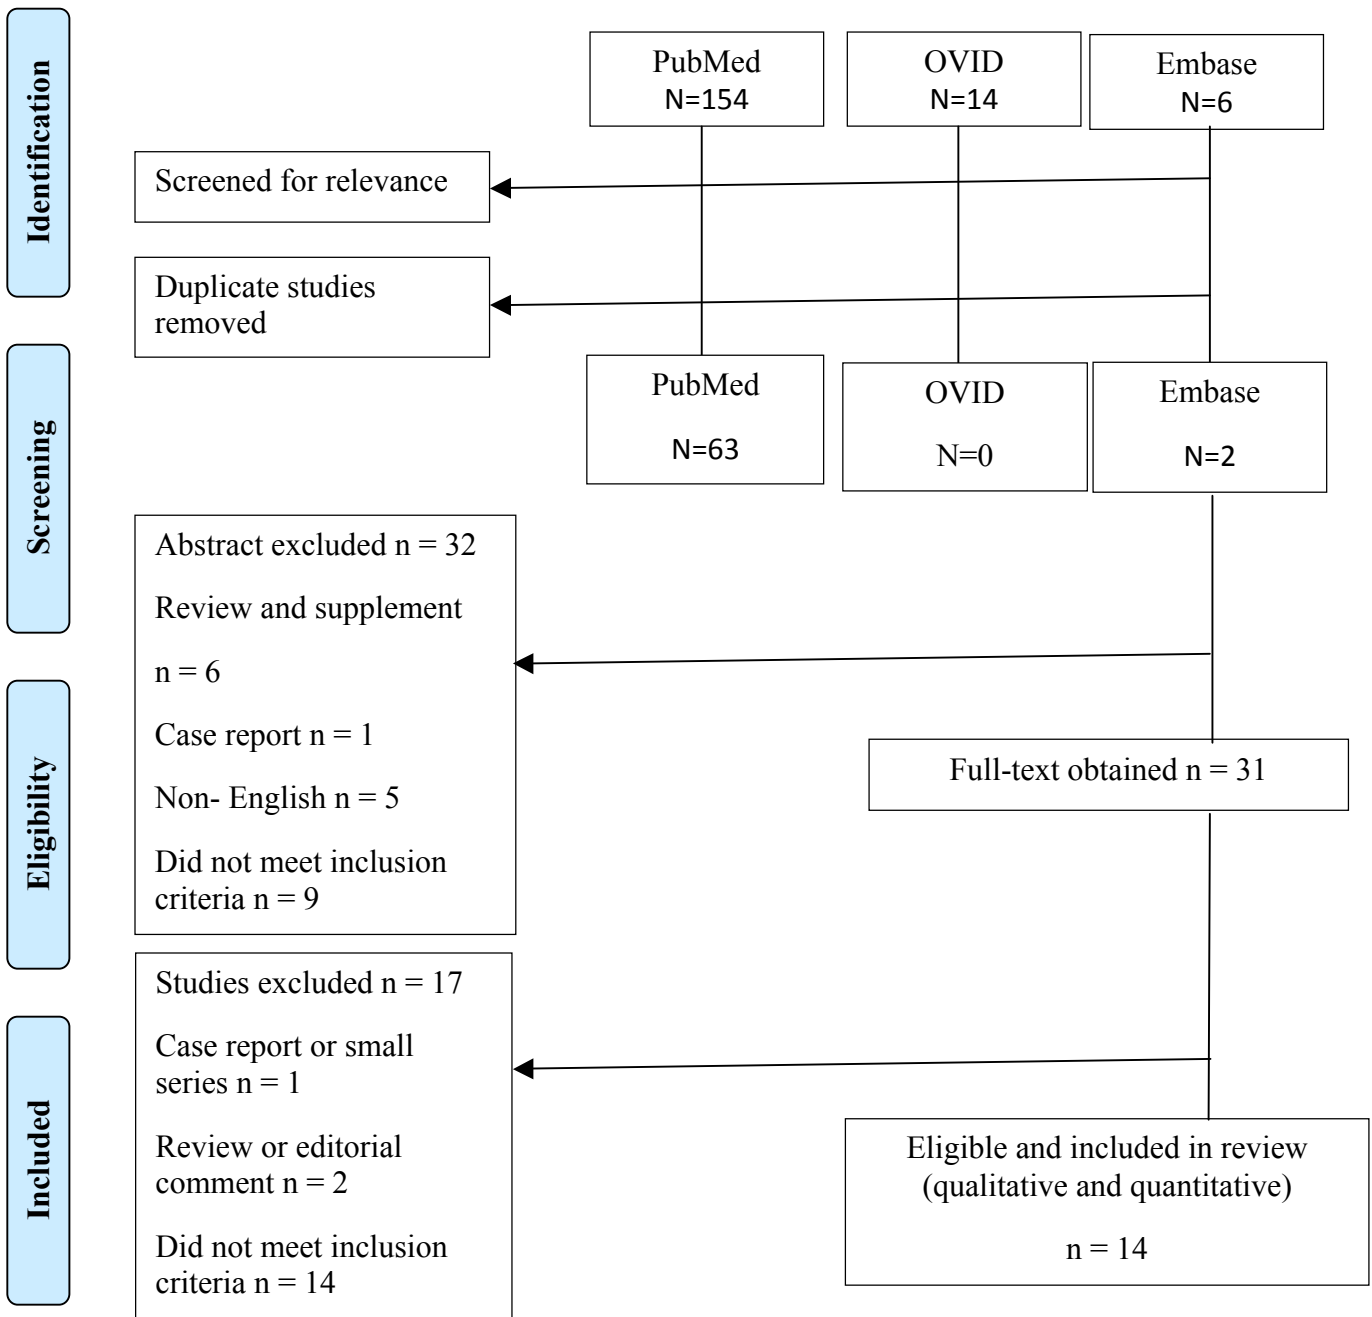 Identification
PubMed
N=154
OVID
N=14
Embase
N=6
Screened for relevance
Duplicate studies
removed
Screening
PubMed
N=63
OVID
N=0
Embase
N=2
Abstract excluded n = 32
Review and supplement
n = 6
Case report n = 1
Non- English n = 5
Did not meet inclusion
criteria n = 9
Eligibility
Full-text obtained n = 31
Included
Studies excluded n = 17
Case report or small
series n = 1
Review or editorial
comment n = 2
Did not meet inclusion
criteria n = 14
Eligible and included in review
(qualitative and quantitative)
n = 14